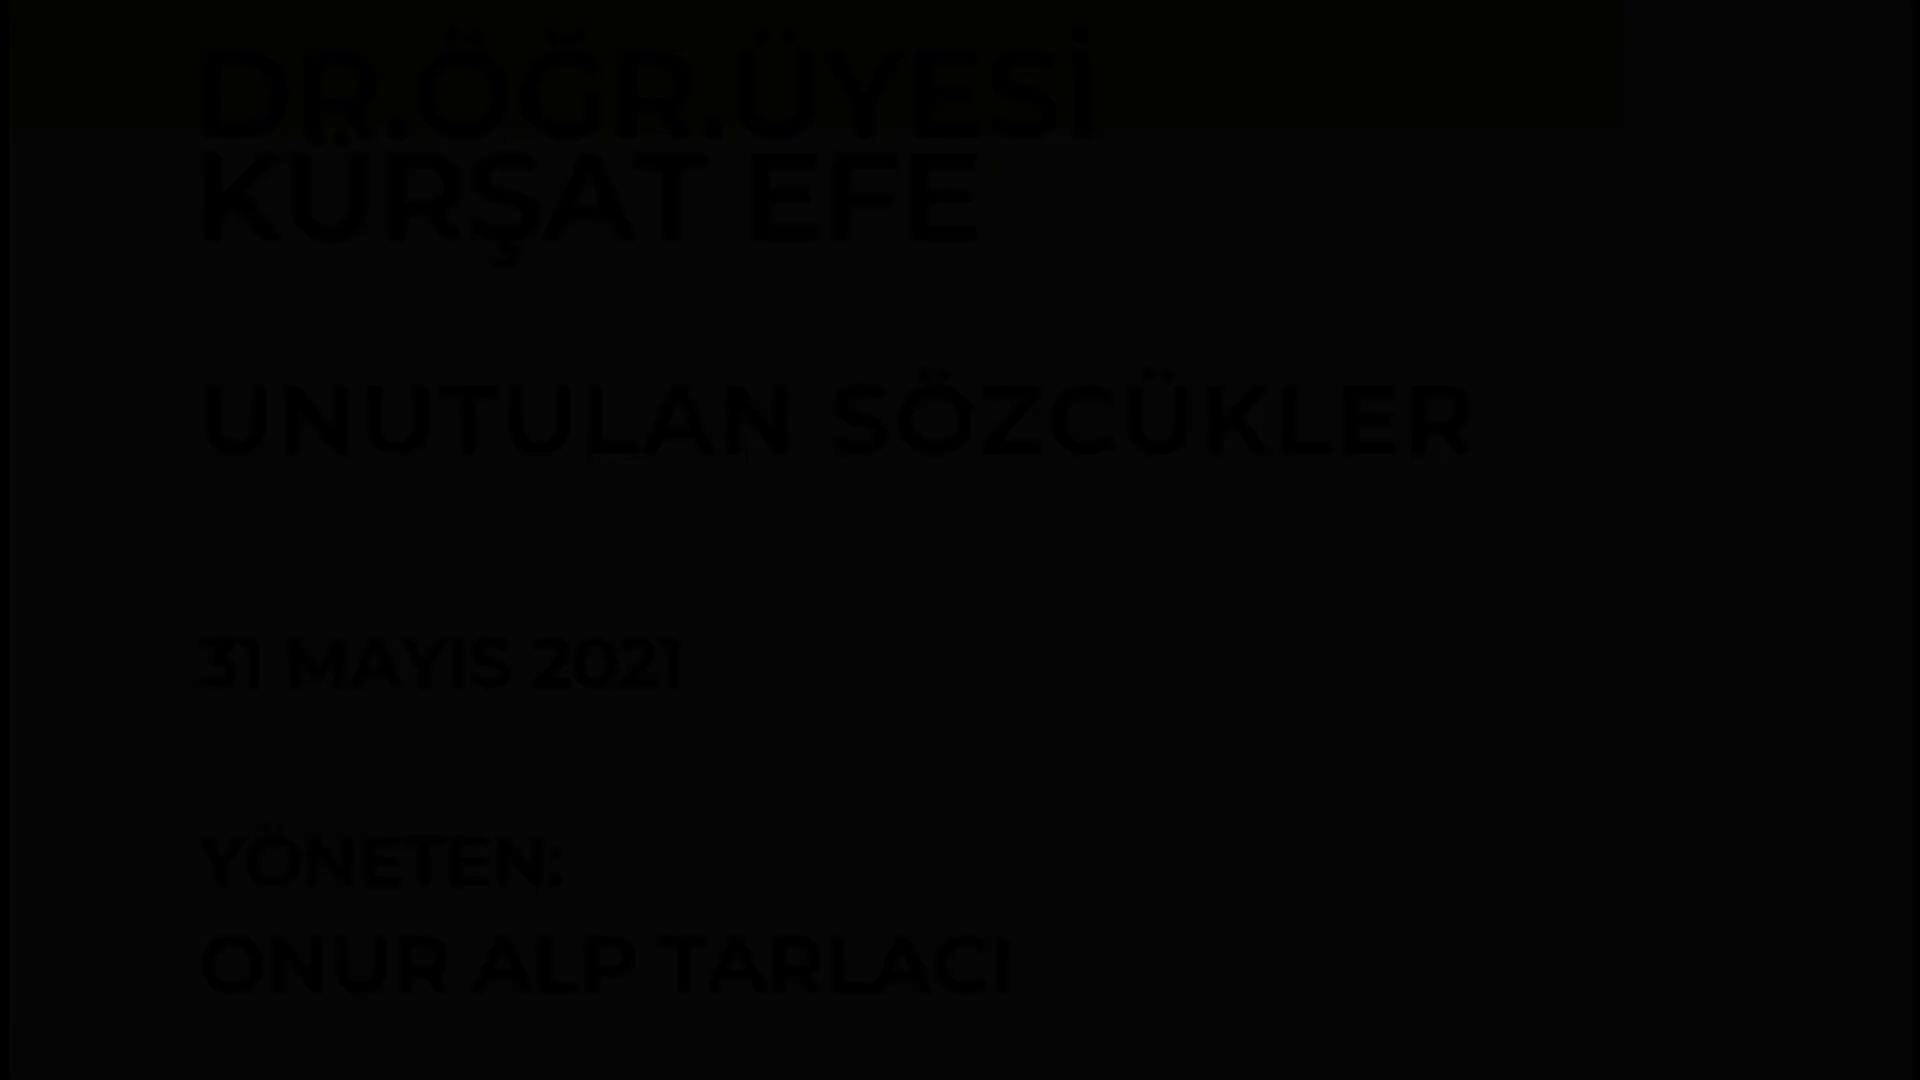 DR.ÖĞR.ÜYESİ
KÜRŞAT EFE
UNUTULAN SÖZCÜKLER
31 MAYIS 2021
YÖNETEN:
ONUR ALP TARLACI